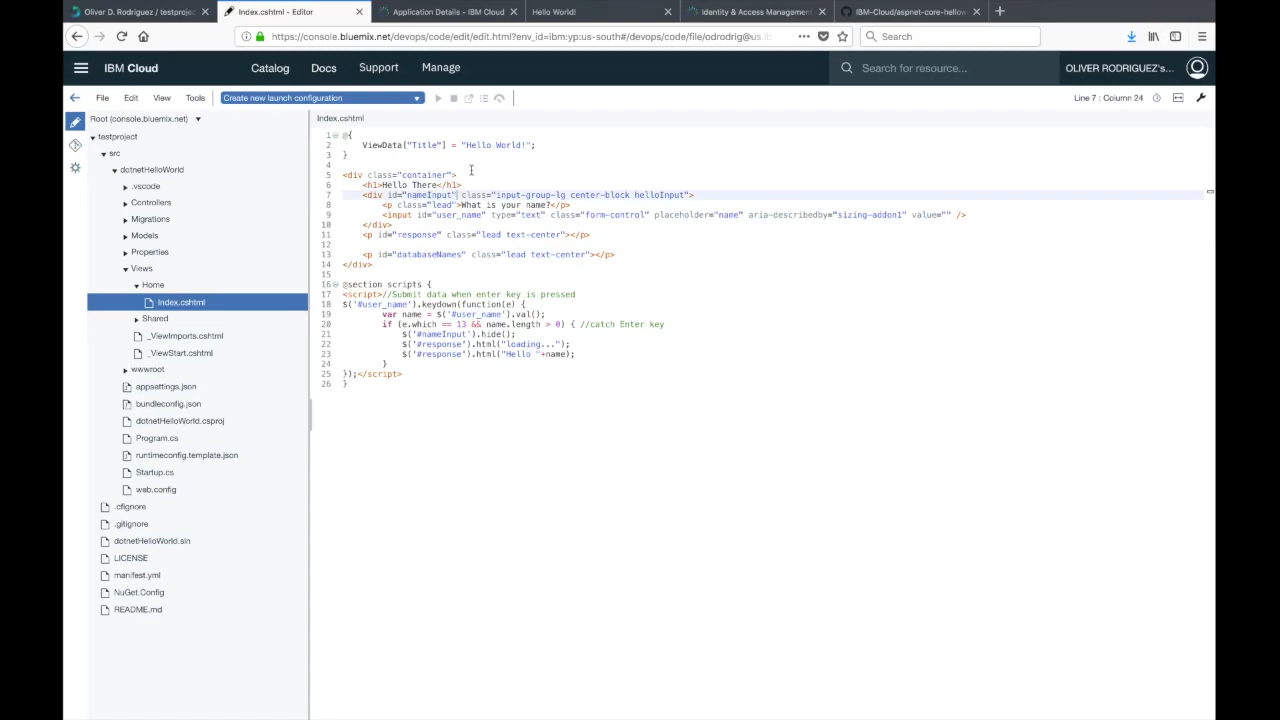 Oliver D. Rodriguez / testproje
Index.cshtml - Editor
Application Details - IBM Cloud
Hello World!
Identity & Access Management
IBM-Cloud/aspnet-core-hellow
https://console.bluemix.net/devops/code/edit/edit.html?env_id=ibm:yp:us-south#/devops/code/file/odrodrig@us.ib
Search
IBM Cloud
Catalog
Docs
Support
Manage
Search for resource...
OLIVER RODRIGUEZ's...
File
Edit
View
Tools
Create new launch configuration
Line 7 : Column 24
Root (console.bluemix.net)
testproject
src
dotnetHelloWorld
.vscode
Controllers
Migrations
Models
Properties
Views
Home
Index.cshtml
Shared
_ViewImports.cshtml
_ViewStart.cshtml
wwwroot
appsettings.json
bundleconfig.json
dotnetHelloWorld.csproj
Program.cs
runtimeconfig.template.json
Startup.cs
web.config
.cfignore
.gitignore
dotnetHelloWorld.sln
LICENSE
manifest.yml
NuGet.Config
README.md
Index.cshtml
1 @{
2 ViewData["Title"] = "Hello World!";
3 }
4
5 <div class="container">
6 <h1>Hello There</h1>
7 <div id="nameInput" class="input-group-lg center-block helloInput">
8 <p class="lead">What is your name?</p>
9 <input id="user_name" type="text" class="form-control" placeholder="name" aria-describedby="sizing-addon1" value="" />
10 </div>
11 <p id="response" class="lead text-center"></p>
12
13 <p id="databaseNames" class="lead text-center"></p>
14 </div>
15
16 @section scripts {
17 <script>//Submit data when enter key is pressed
18 $('#user_name').keydown(function(e) {
19 var name = $('#user_name').val();
20 if (e.which == 13 && name.length > 0) { //catch Enter key
21 $('#nameInput').hide();
22 $('#response').html("loading...");
23 $('#response').html("Hello "+name);
24 }
25 });</script>
26 }